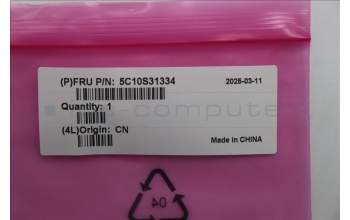 (P)FRU P/N: 5C10S31334
2025-03-11
Quantity: 1
(4L)Origin: CN
Made in CHINA
04